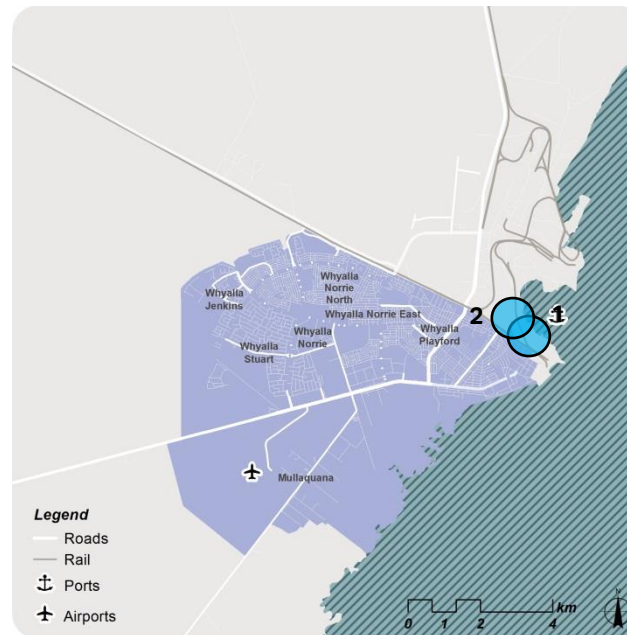 Whyalla
Norrie
North
Whyalla
Jenkins
Whyalla Norrie East
2
1
Whyalla
Norrie
Whyalla
Playford
Whyalla
Stuart
Mullaquana
Legend
Roads
Rail
Ports
Airports
km
0 1 2 4
N